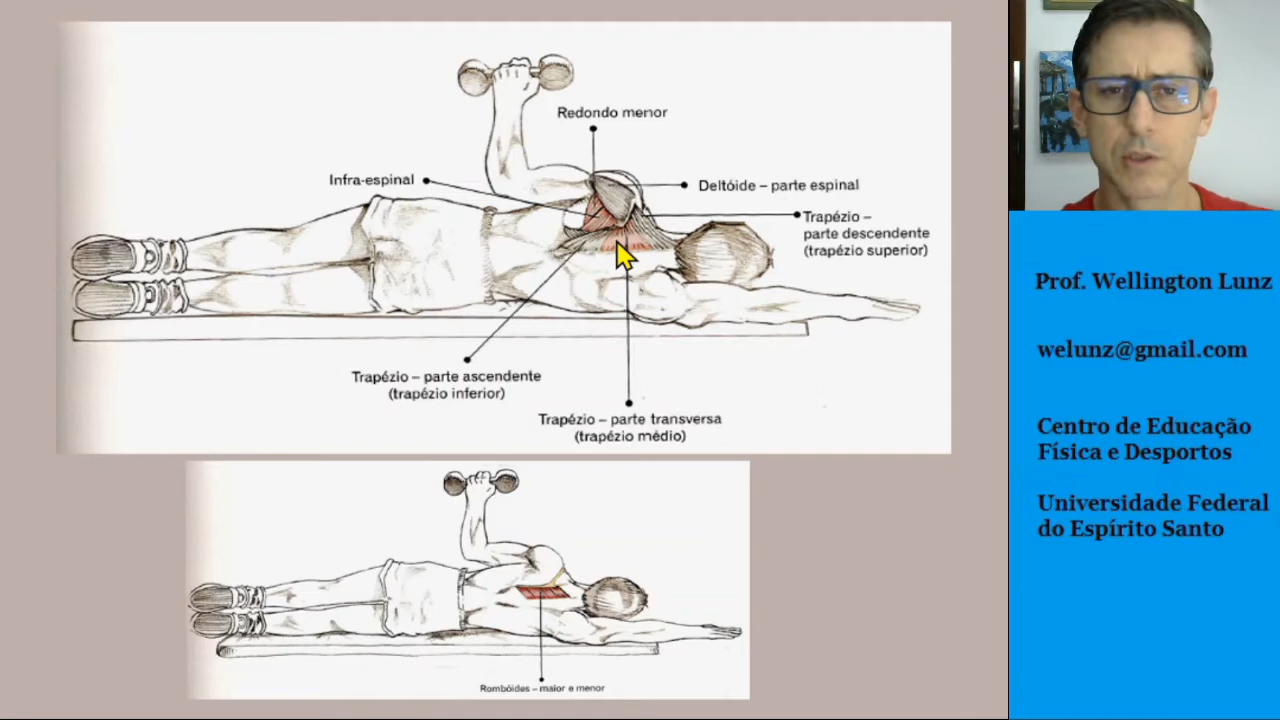 Redondo menor
Infra-espinal
Deltóide – parte espinal
Trapézio –
parte descendente
(trapézio superior)
Trapézio – parte ascendente
(trapézio inferior)
Trapézio – parte transversa
(trapézio médio)
Rombóides – maior e menor
Prof. Wellington Lunz
welunz@gmail.com
Centro de Educação
Física e Desportos
Universidade Federal
do Espírito Santo